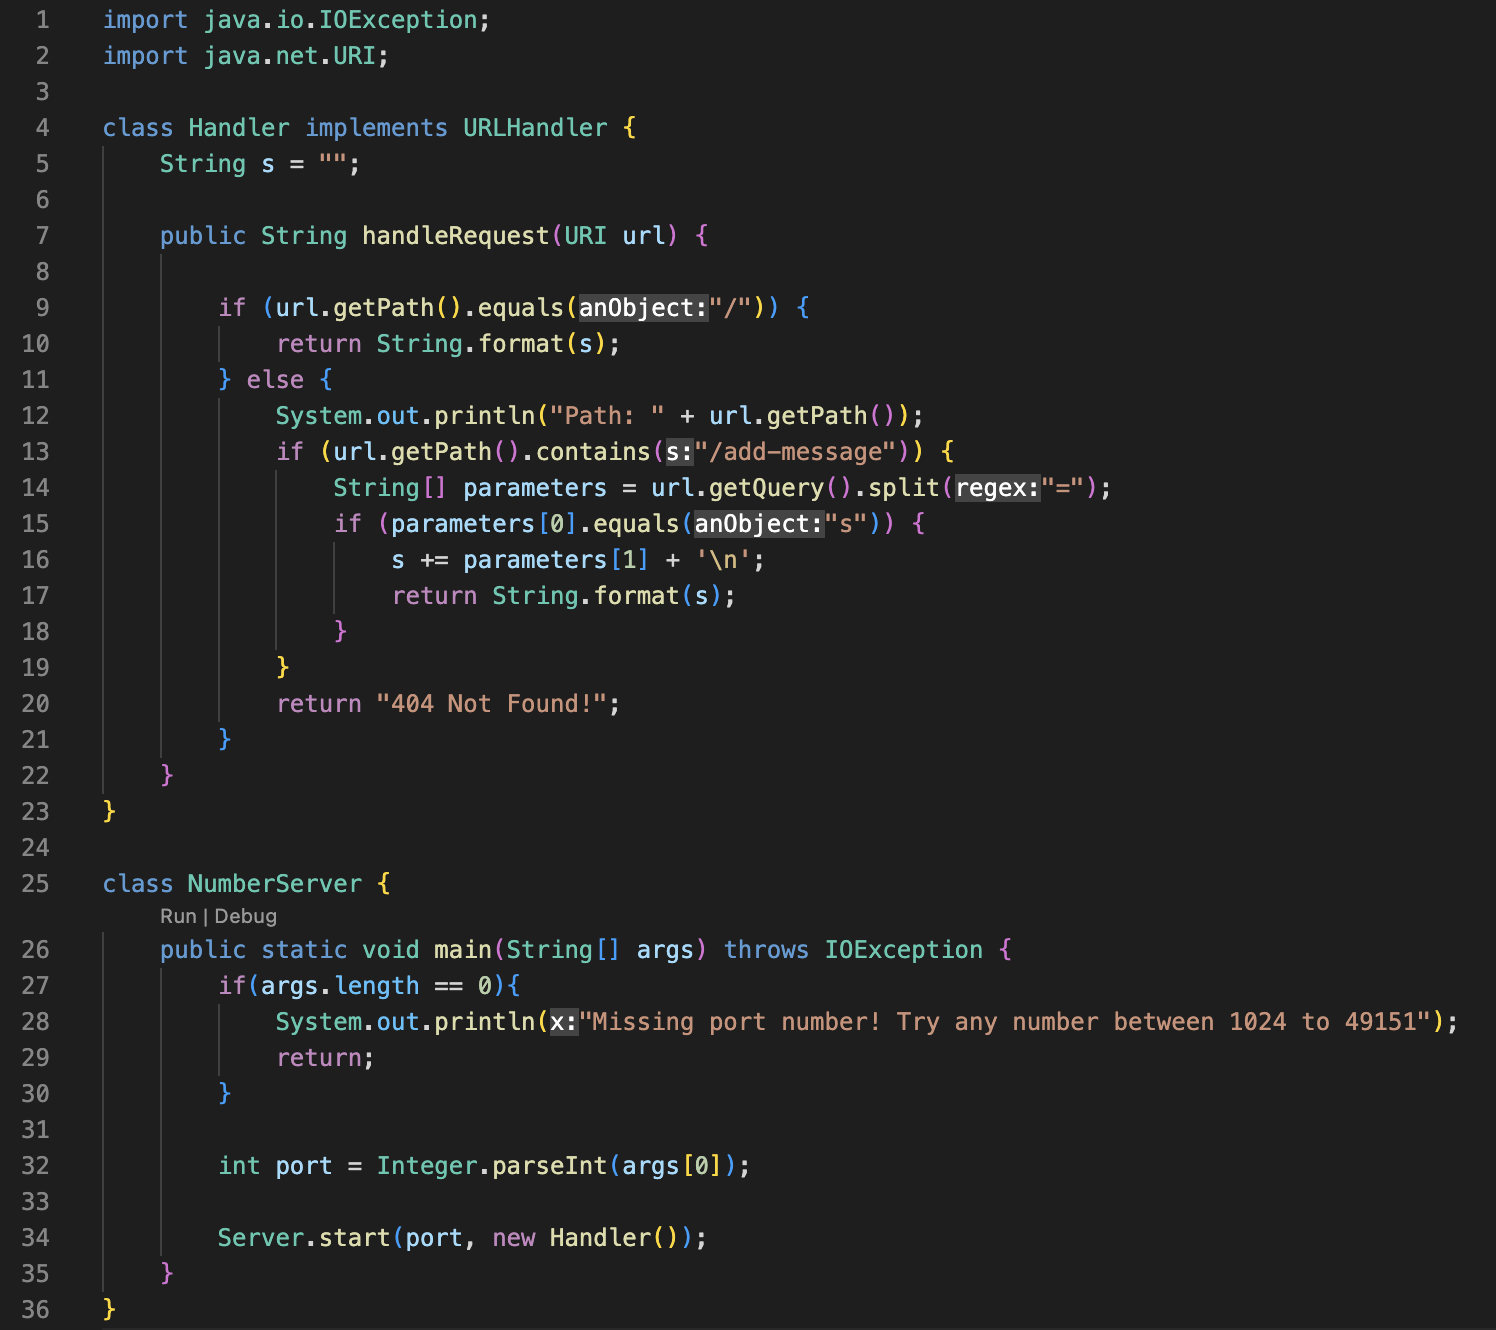 1 import java.io.IOException;
2 import java.net.URI;
3
4 class Handler implements URLHandler {
5     String s = "";
6
7     public String handleRequest(URI url) {
8
9         if (url.getPath().equals(anObject:"/")) {
10             return String.format(s);
11         } else {
12             System.out.println("Path: " + url.getPath());
13             if (url.getPath().contains(s:"/add-message")) {
14                 String[] parameters = url.getQuery().split(regex:"=");
15                 if (parameters[0].equals(anObject:"s")) {
16                     s += parameters[1] + '\n';
17                     return String.format(s);
18                 }
19             }
20             return "404 Not Found!";
21         }
22     }
23 }
24
25 class NumberServer {
Run | Debug
26     public static void main(String[] args) throws IOException {
27         if(args.length == 0){
28             System.out.println(x:"Missing port number! Try any number between 1024 to 49151");
29             return;
30         }
31
32         int port = Integer.parseInt(args[0]);
33
34         Server.start(port, new Handler());
35     }
36 }